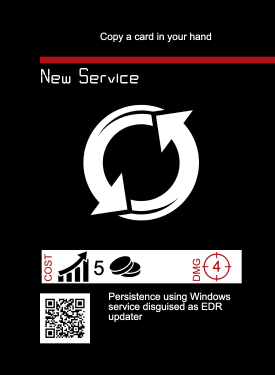 Copy a card in your hand
New Service
COST 5 DMG 4
Persistence using Windows
service disguised as EDR
updater